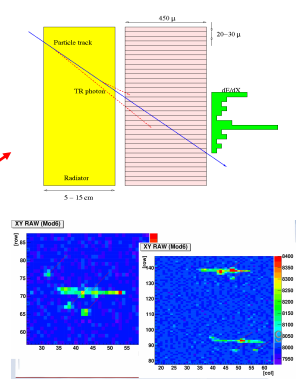 450 μ
20−30 μ
Particle track
TR photon
dE/dX
Radiator
5 − 15 cm
XY RAW (Mod6)
[row]
85
80
75
70
65
60
30 35 40 45 50 55
XY RAW (Mod6)
[row]
140
130
120
110
100
90
80
20 25 30 35 40 45 50 55 60
[col]
8400
8350
8300
8250
8200
8150
8100
8050
8000
7950